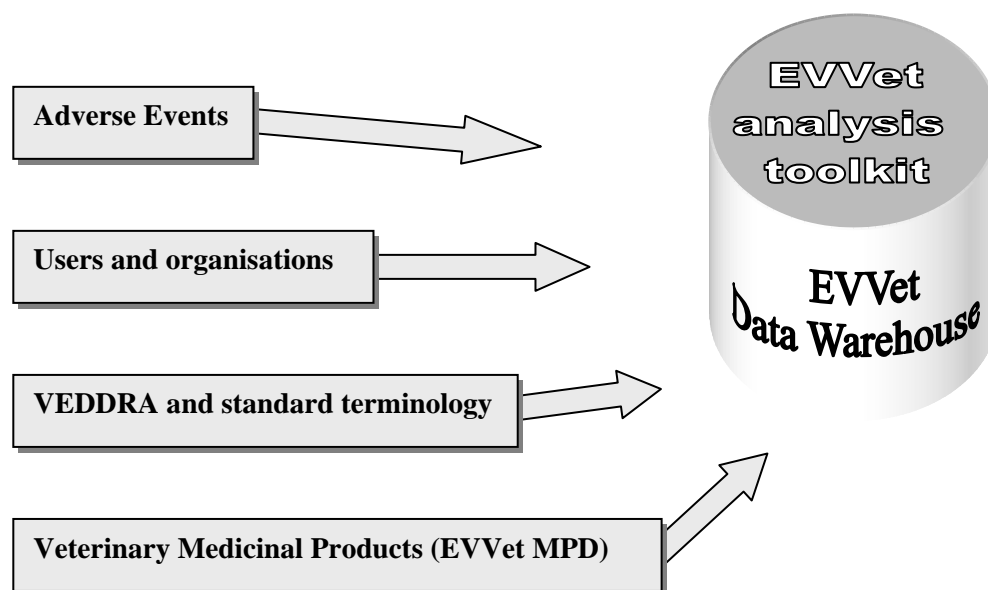 Adverse Events
Users and organisations
VEDDRA and standard terminology
Veterinary Medicinal Products (EVVet MPD)
EVVet
analysis
toolkit
EVVet
Data Warehouse